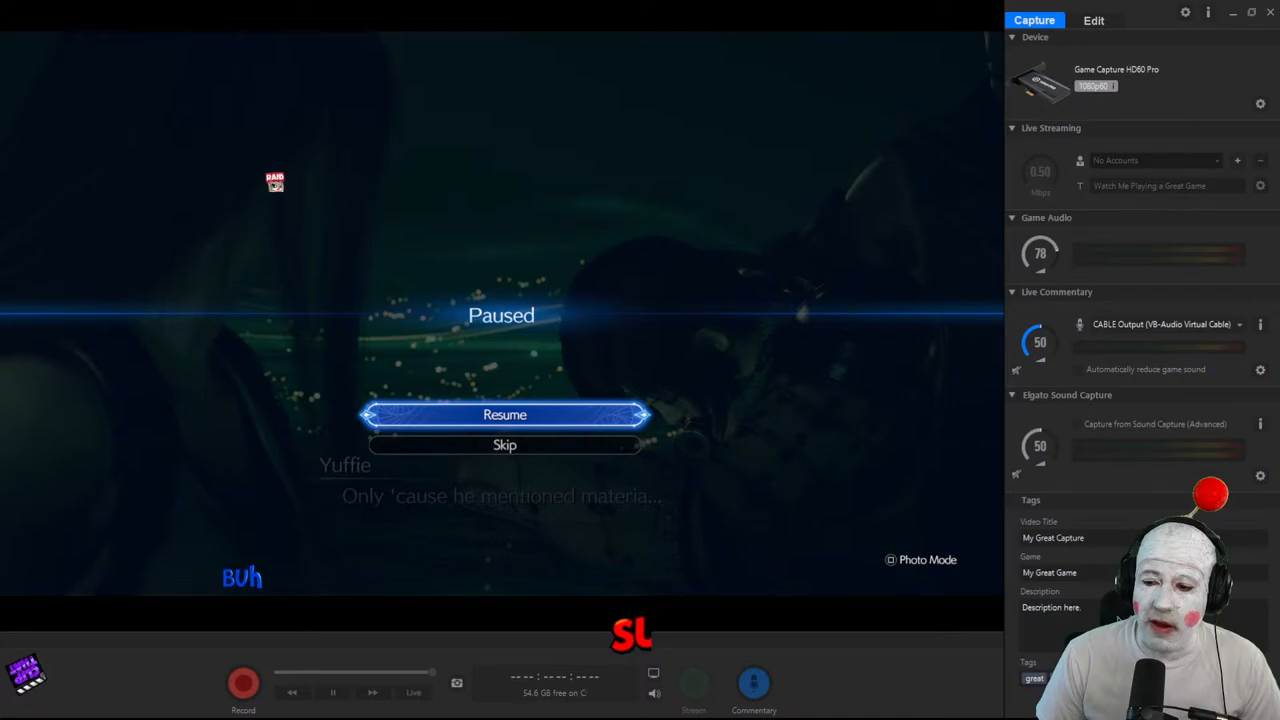 Capture
Edit
Device
Game Capture HD60 Pro
1080p60
Live Streaming
0.50
Mbps
No Accounts
T
Watch Me Playing a Great Game
Game Audio
78
Live Commentary
50
CABLE Output (VB-Audio Virtual Cable)
Automatically reduce game sound
Elgato Sound Capture
50
Capture from Sound Capture (Advanced)
Tags
Video Title
My Great Capture
Game
My Great Game
Description
Description here.
Tags
great
RAID
Paused
Resume
Skip
Yuffie
Only 'cause he mentioned materia...
Photo Mode
BUh
SL
Record
Live
--:--:--
54.6 GB free on C:
Stream
Commentary